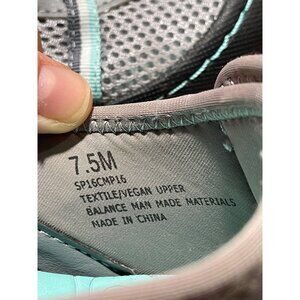 7.5M
SP16CMP16
TEXTILE/VEGAN UPPER
BALANCE MAN MADE MATERIALS
MADE IN CHINA